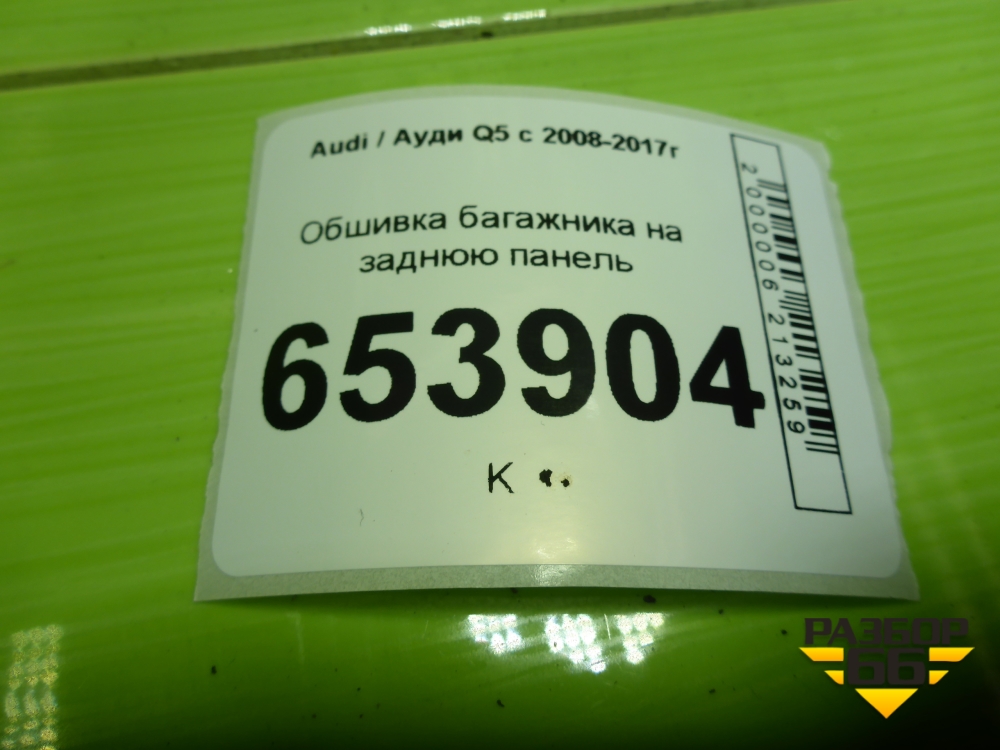 Audi / Ауди Q5 с 2008-2017г
Обшивка багажника на
заднюю панель
653904
К
2000006213259
РАЗБОР
66